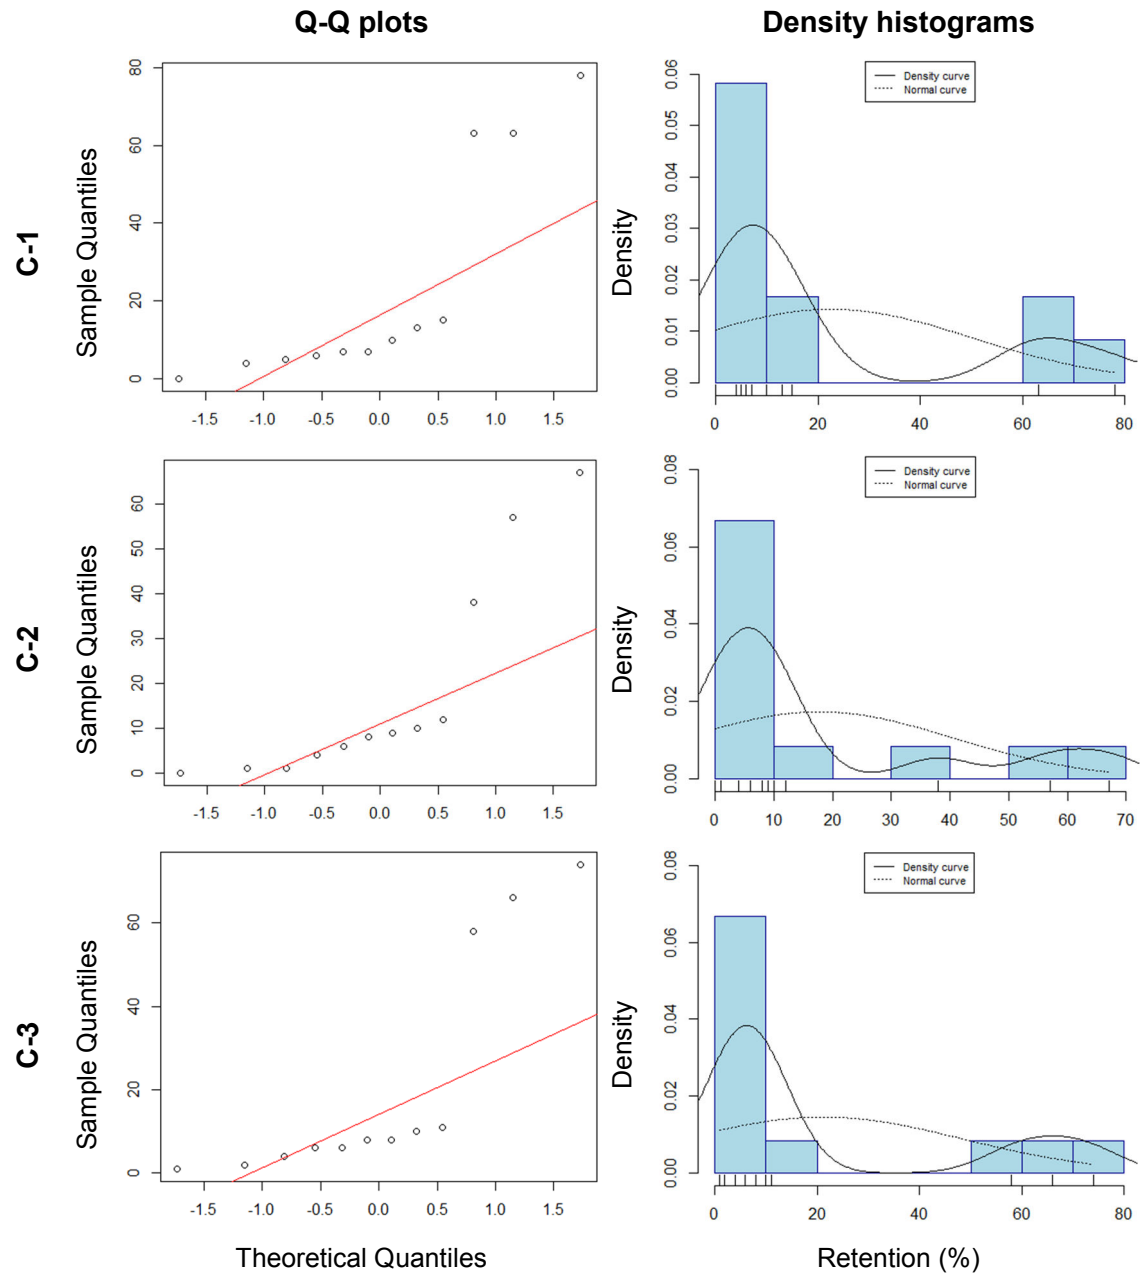 Q-Q plots
Density histograms
C-1
Sample Quantiles
0 20 40 60 80
-1.5 -1.0 -0.5 0.0 0.5 1.0 1.5
Density
0.00 0.01 0.02 0.03 0.04 0.05 0.06
Density curve
Normal curve
0 20 40 60 80
C-2
Sample Quantiles
0 10 20 30 40 50 60
-1.5 -1.0 -0.5 0.0 0.5 1.0 1.5
Density
0.00 0.02 0.04 0.06 0.08
Density curve
Normal curve
0 10 20 30 40 50 60 70
C-3
Sample Quantiles
0 20 40 60
-1.5 -1.0 -0.5 0.0 0.5 1.0 1.5
Theoretical Quantiles
Density
0.00 0.02 0.04 0.06 0.08
Density curve
Normal curve
0 20 40 60 80
Retention (%)